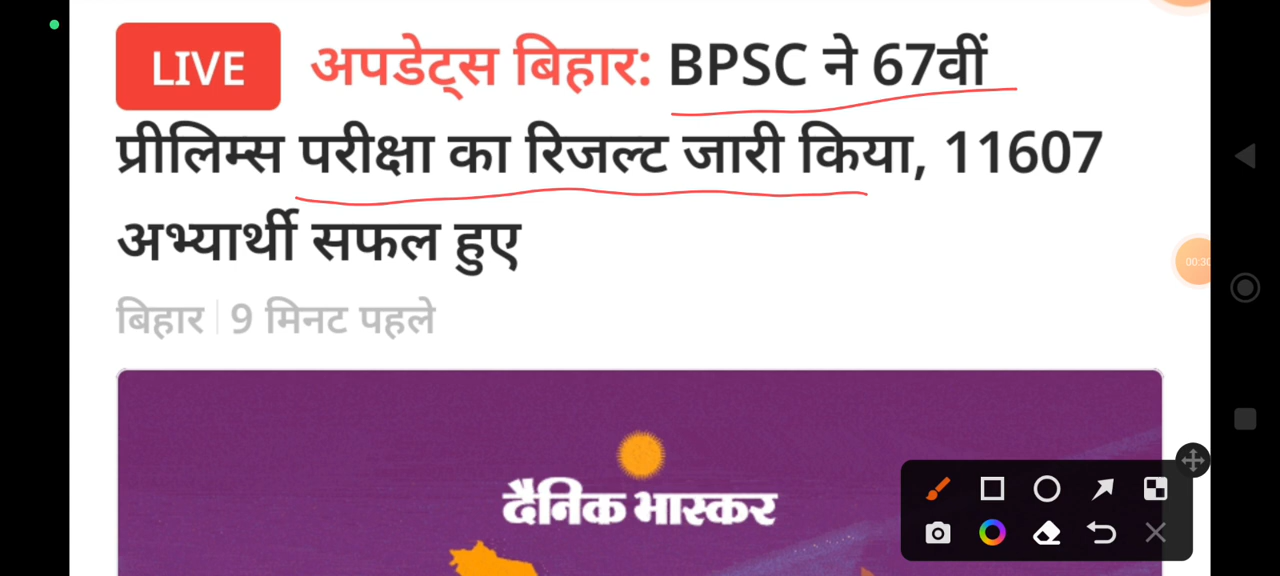 LIVE अपडेट्स बिहार: BPSC ने 67वीं
प्रीलिम्स परीक्षा का रिजल्ट जारी किया, 11607
अभ्यार्थी सफल हुए
बिहार 9 मिनट पहले
दैनिक भास्कर